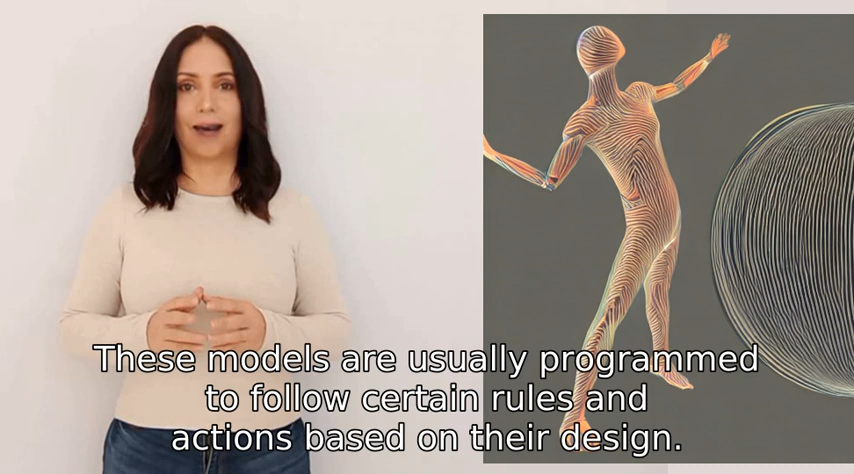 These models are usually programmed
to follow certain rules and
actions based on their design.